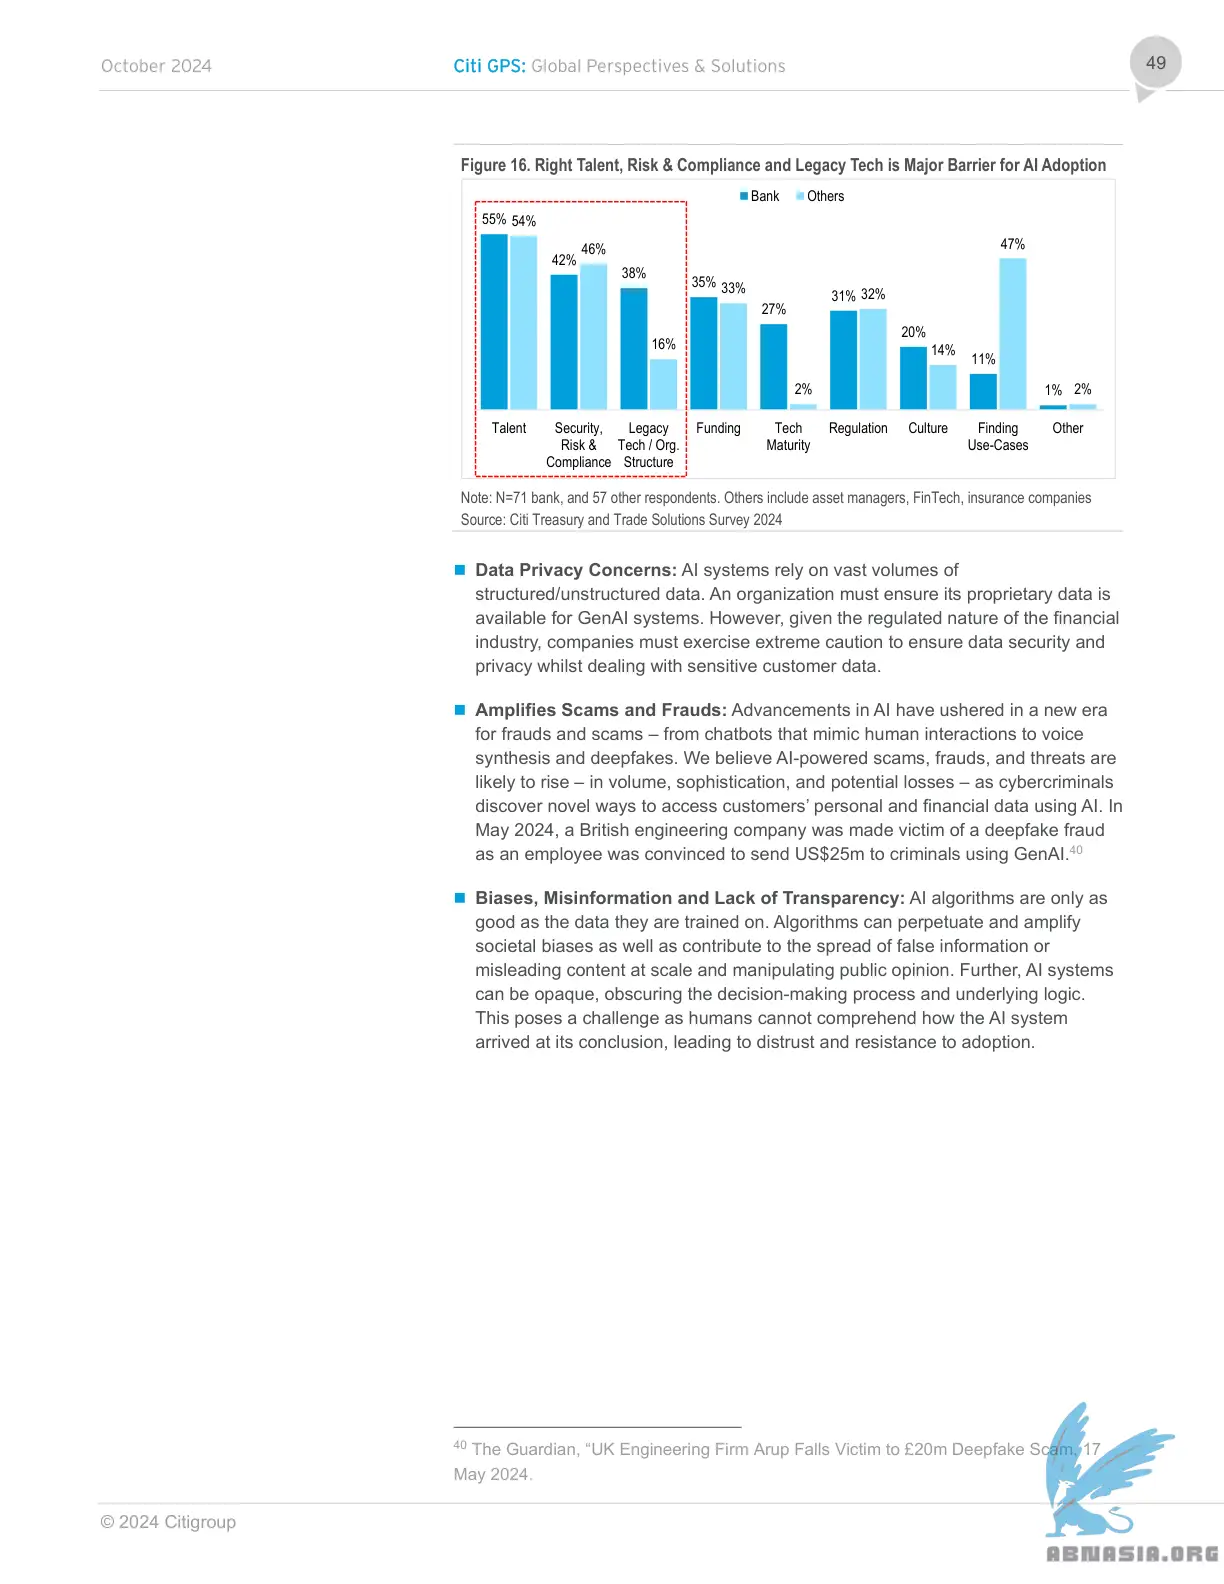 October 2024
Citi GPS: Global Perspectives & Solutions
49
Figure 16. Right Talent, Risk & Compliance and Legacy Tech is Major Barrier for AI Adoption
Bank Others
55% 54% 42% 46% 38% 16% 35% 33% 27% 2% 31% 32% 20% 14% 11% 47% 1% 2%
Talent Security, Legacy Funding Tech Regulation Culture Finding Other
Risk & Tech / Org. Maturity Use-Cases
Compliance Structure
Note: N=71 bank, and 57 other respondents. Others include asset managers, FinTech, insurance companies
Source: Citi Treasury and Trade Solutions Survey 2024
Data Privacy Concerns: AI systems rely on vast volumes of
structured/unstructured data. An organization must ensure its proprietary data is
available for GenAI systems. However, given the regulated nature of the financial
industry, companies must exercise extreme caution to ensure data security and
privacy whilst dealing with sensitive customer data.
Amplifies Scams and Frauds: Advancements in AI have ushered in a new era
for frauds and scams – from chatbots that mimic human interactions to voice
synthesis and deepfakes. We believe AI-powered scams, frauds, and threats are
likely to rise – in volume, sophistication, and potential losses – as cybercriminals
discover novel ways to access customers’ personal and financial data using AI. In
May 2024, a British engineering company was made victim of a deepfake fraud
as an employee was convinced to send US$25m to criminals using GenAI.40
Biases, Misinformation and Lack of Transparency: AI algorithms are only as
good as the data they are trained on. Algorithms can perpetuate and amplify
societal biases as well as contribute to the spread of false information or
misleading content at scale and manipulating public opinion. Further, AI systems
can be opaque, obscuring the decision-making process and underlying logic.
This poses a challenge as humans cannot comprehend how the AI system
arrived at its conclusion, leading to distrust and resistance to adoption.
40 The Guardian, “UK Engineering Firm Arup Falls Victim to £20m Deepfake Scam, 17
May 2024.
© 2024 Citigroup
ABNASIA.ORG